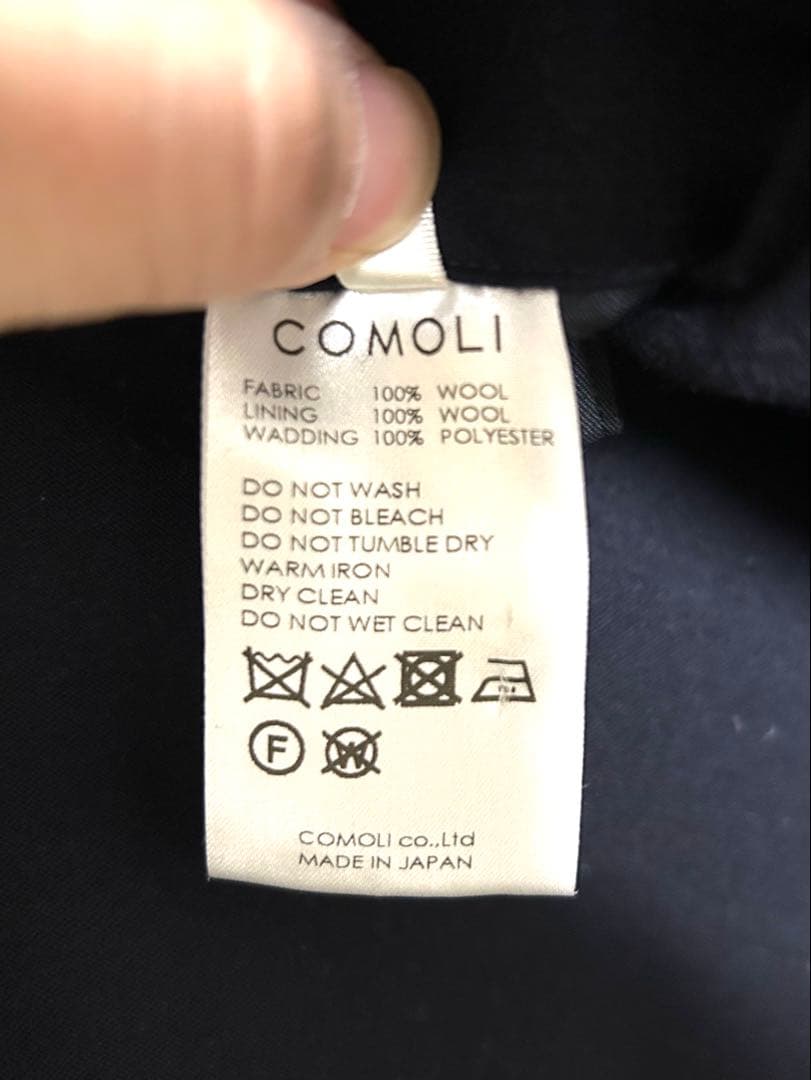 COMOLI
FABRIC 100% WOOL
LINING 100% WOOL
WADDING 100% POLYESTER
DO NOT WASH
DO NOT BLEACH
DO NOT TUMBLE DRY
WARM IRON
DRY CLEAN
DO NOT WET CLEAN
F W
COMOLI co.,Ltd
MADE IN JAPAN